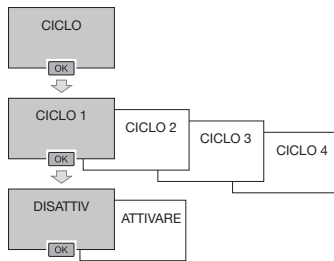 CICLO
OK
CICLO 1
CICLO 2
CICLO 3
CICLO 4
OK
DISATTIV
ATTIVARE
OK